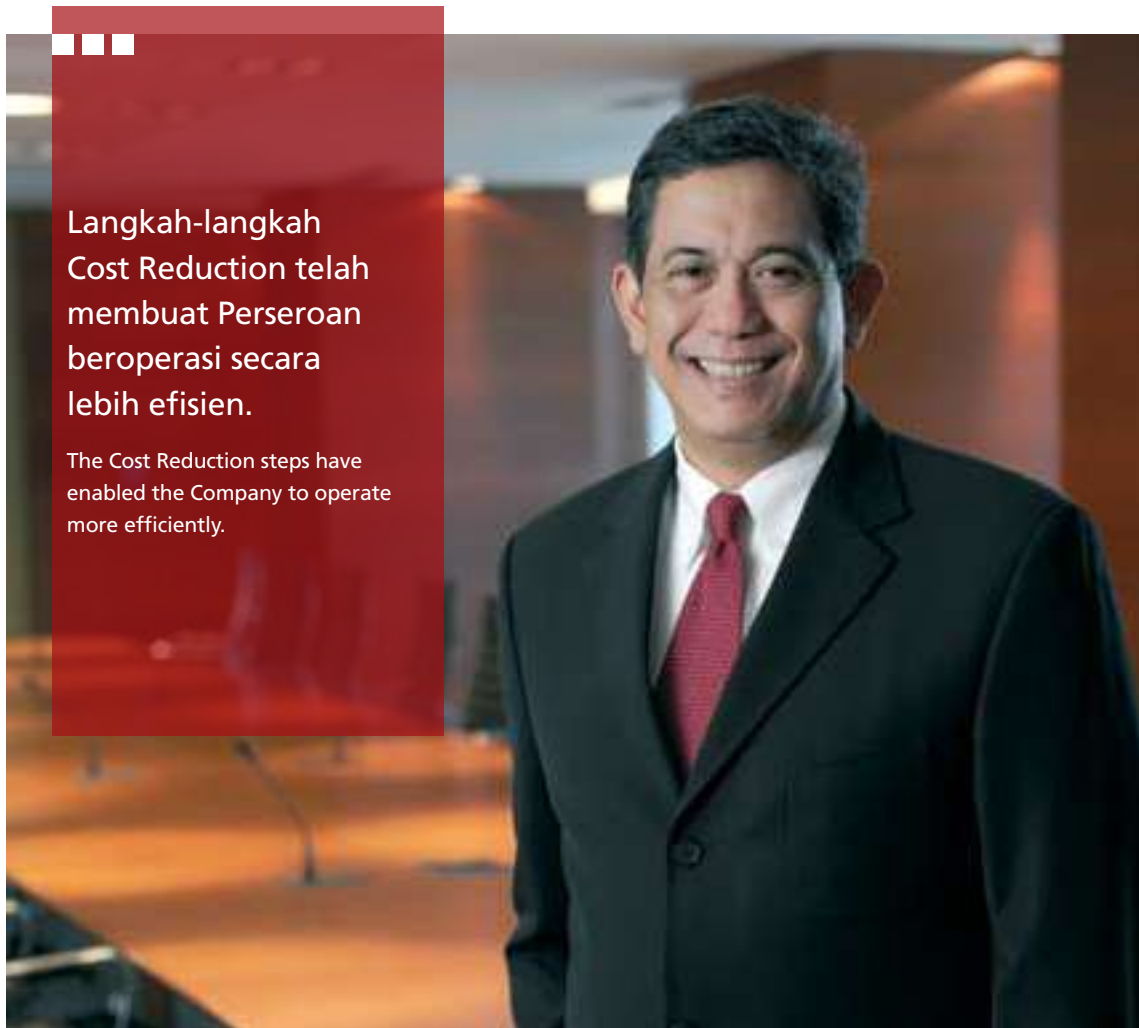 Langkah-langkah
Cost Reduction telah
membuat Perseroan
beroperasi secara
lebih efisien.
The Cost Reduction steps have
enabled the Company to operate
more efficiently.